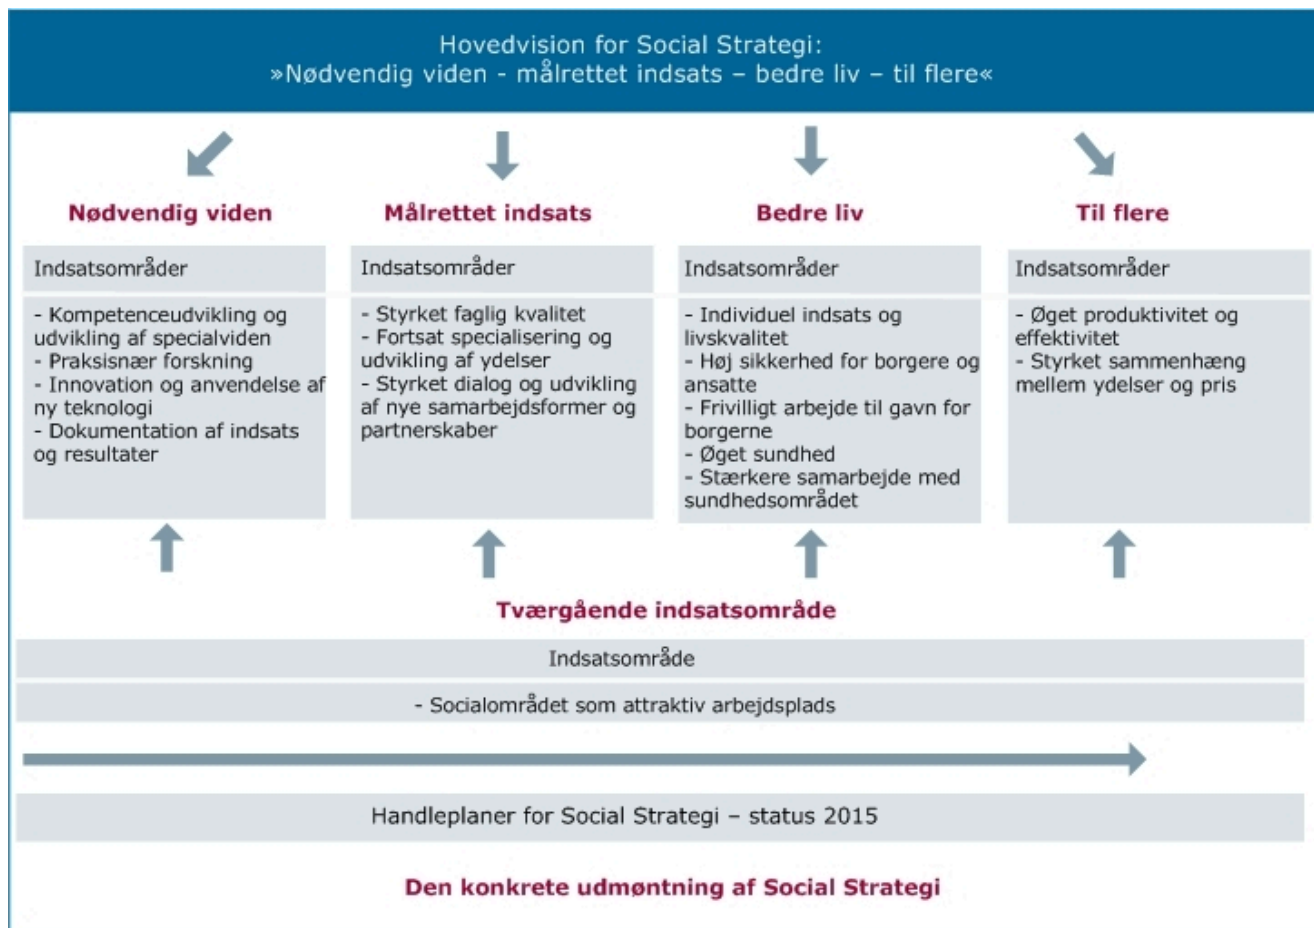 Hovedvision for Social Strategi:
»Nødvendig viden - målrettet indsats – bedre liv – til flere«
Nødvendig viden
Indsatsområder
- Kompetenceudvikling og
udvikling af specialviden
- Praksisnær forskning
- Innovation og anvendelse af
ny teknologi
- Dokumentation af indsats
og resultater
Målrettet indsats
Indsatsområder
- Styrket faglig kvalitet
- Fortsat specialisering og
udvikling af ydelser
- Styrket dialog og udvikling
af nye samarbejdsformer og
partnerskaber
Bedre liv
Indsatsområder
- Individuel indsats og
livskvalitet
- Høj sikkerhed for borgere og
ansatte
- Frivilligt arbejde til gavn for
borgerne
- Øget sundhed
- Stærkere samarbejde med
sundhedsområdet
Til flere
Indsatsområder
- Øget produktivitet og
effektivitet
- Styrket sammenhæng
mellem ydelser og pris
Tværgående indsatsområde
Indsatsområde
- Socialområdet som attraktiv arbejdsplads
Handleplaner for Social Strategi – status 2015
Den konkrete udmøntning af Social Strategi